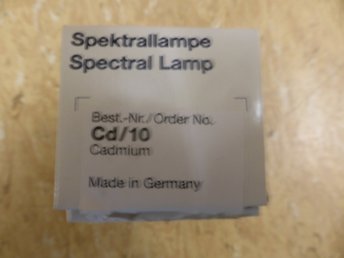 Spektrallampe
Spectral Lamp
Best.-Nr./Order No.
Cd/10
Cadmium
Made in Germany